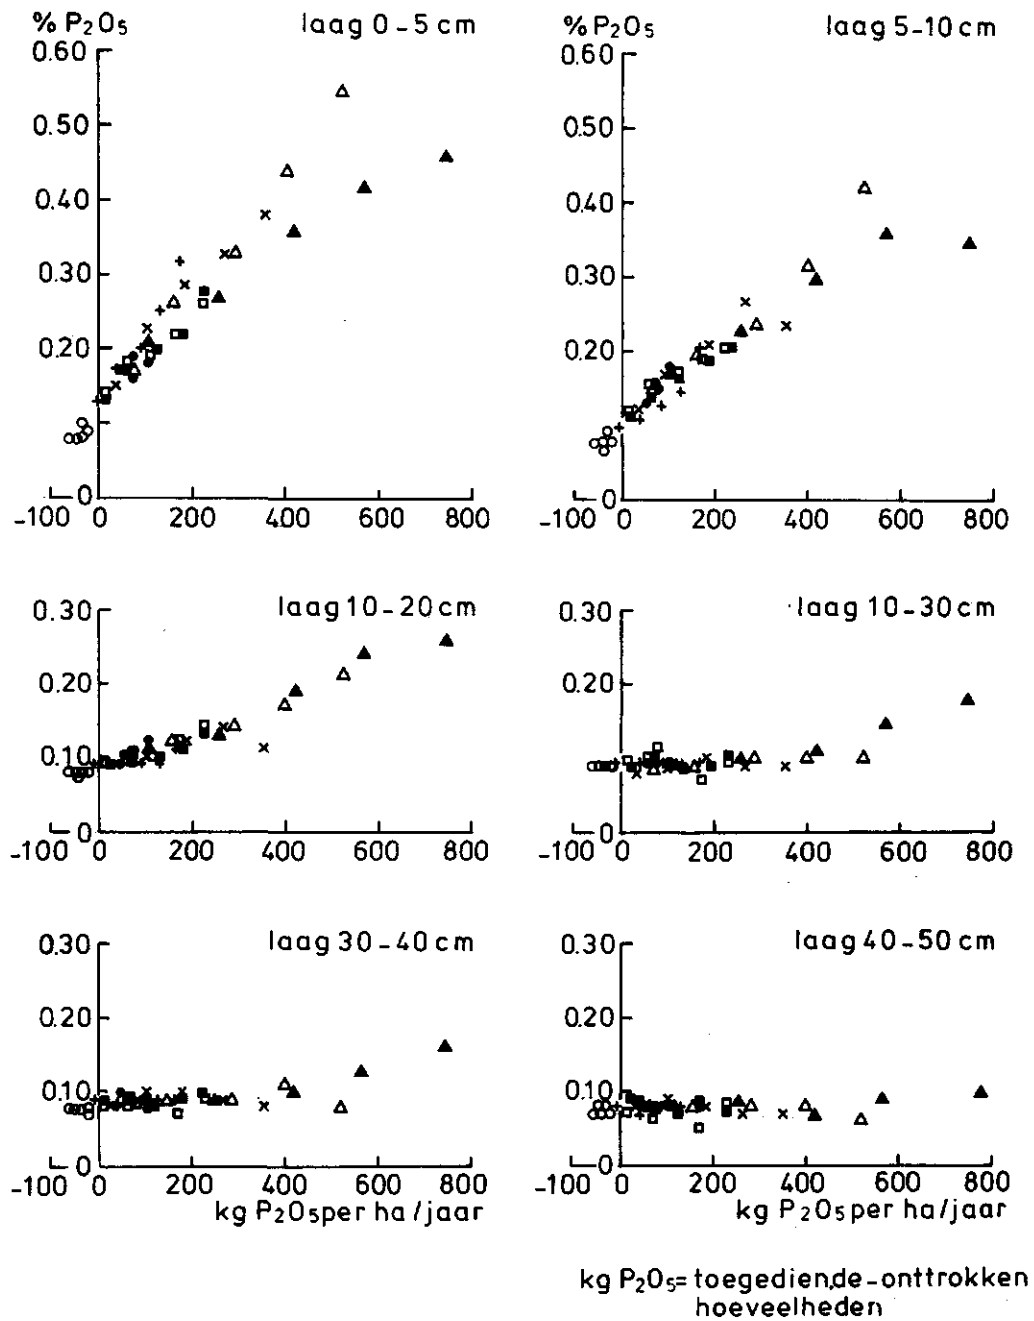 % P₂O₅ laag 0-5 cm
0.60
0.50
0.40
0.30
0.20
0
-100 0 200 400 600 800
% P₂O₅ laag 5-10 cm
0.60
0.50
0.40
0.30
0.20
0
-100 0 200 400 600 800
laag 10-20 cm
0.30
0.20
0.10
0
-100 0 200 400 600 800
laag 10-30 cm
0.30
0.20
0.10
0
-100 0 200 400 600 800
laag 30-40 cm
0.30
0.20
0.10
0
-100 0 200 400 600 800
kg P₂O₅ per ha/jaar
laag 40-50 cm
0.30
0.20
0.10
0
-100 0 200 400 600 800
kg P₂O₅ per ha/jaar
kg P₂O₅= toegediende-onttrokken
hoeveelheden